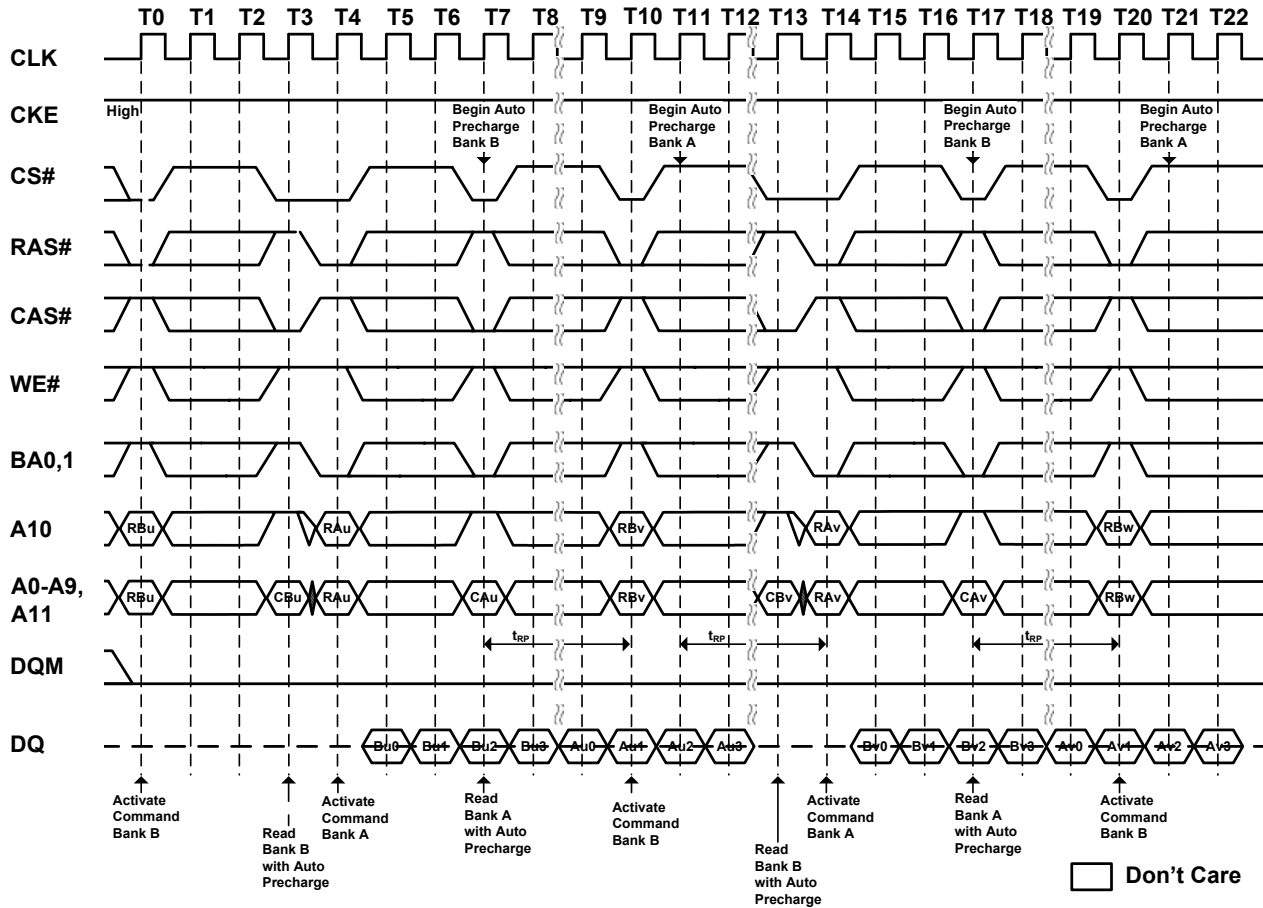 T0 T1 T2 T3 T4 T5 T6 T7 T8 T9 T10 T11 T12 T13 T14 T15 T16 T17 T18 T19 T20 T21 T22
CLK
CKE
High
Begin Auto
Precharge
Bank B
Begin Auto
Precharge
Bank A
Begin Auto
Precharge
Bank B
Begin Auto
Precharge
Bank A
CS#
RAS#
CAS#
WE#
BA0,1
A10
RBu RAu RBv RAv RBw
A0-A9,
A11
RBu CBu RAu CAu RBv CBv RAv CAv RBw
tRP tRP tRP
DQM
DQ
Bu0 Bu1 Bu2 Bu3 Au0 Au1 Au2 Au3 Bv0 Bv1 Bv2 Bv3 Av0 Av1 Av2 Av3
Activate
Command
Bank B
Read
Bank B
with Auto
Precharge
Activate
Command
Bank A
Read
Bank A
with Auto
Precharge
Activate
Command
Bank B
Read
Bank B
with Auto
Precharge
Activate
Command
Bank A
Read
Bank A
with Auto
Precharge
Activate
Command
Bank B
Don't Care